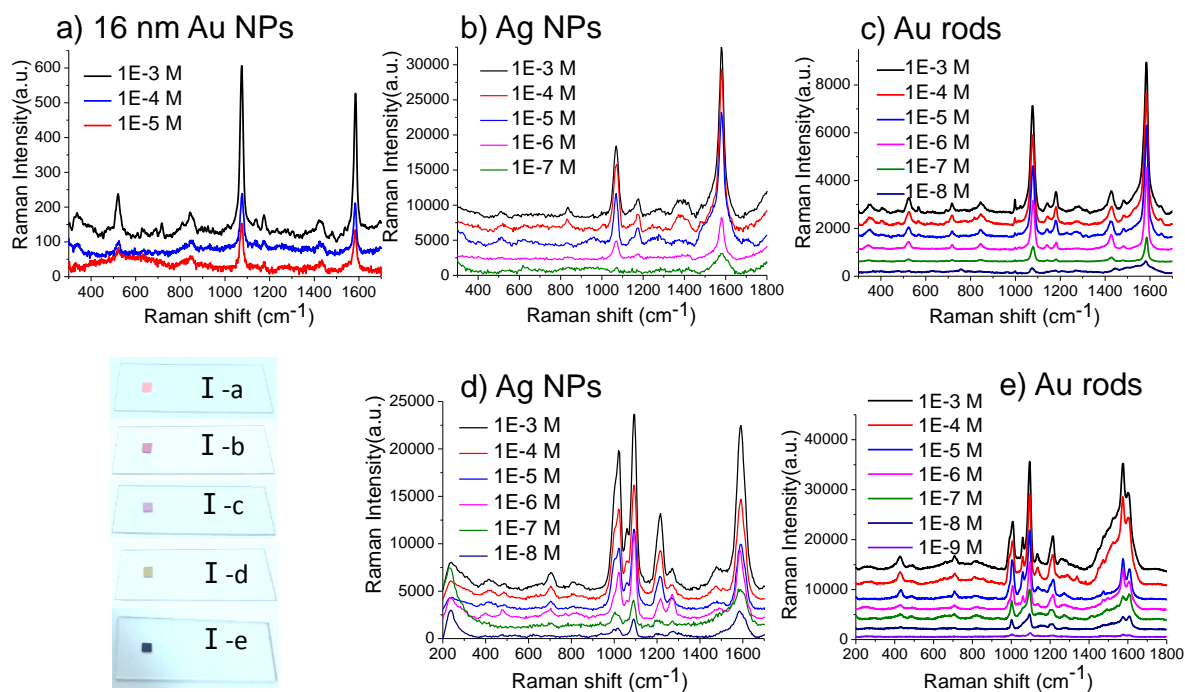 a) 16 nm Au NPs
600
500
400
300
200
100
0
Raman Intensity(a.u.)
1E-3 M
1E-4 M
1E-5 M
400 600 800 1000 1200 1400 1600
Raman shift (cm-1)
b) Ag NPs
30000
25000
20000
15000
10000
5000
0
Raman Intensity(a.u.)
1E-3 M
1E-4 M
1E-5 M
1E-6 M
1E-7 M
400 600 800 1000 1200 1400 1600 1800
Raman shift (cm-1)
c) Au rods
8000
6000
4000
2000
0
Raman Intensity(a.u.)
1E-3 M
1E-4 M
1E-5 M
1E-6 M
1E-7 M
1E-8 M
400 600 800 1000 1200 1400 1600
Raman shift (cm-1)
I -a
I -b
I -c
I -d
I -e
d) Ag NPs
25000
20000
15000
10000
5000
0
Raman Intensity(a.u.)
1E-3 M
1E-4 M
1E-5 M
1E-6 M
1E-7 M
1E-8 M
200 400 600 800 1000 1200 1400 1600
Raman shift (cm-1)
e) Au rods
40000
30000
20000
10000
0
Raman Intensity(a.u.)
1E-3 M
1E-4 M
1E-5 M
1E-6 M
1E-7 M
1E-8 M
1E-9 M
200 400 600 800 1000 1200 1400 1600 1800
Raman shift (cm-1)